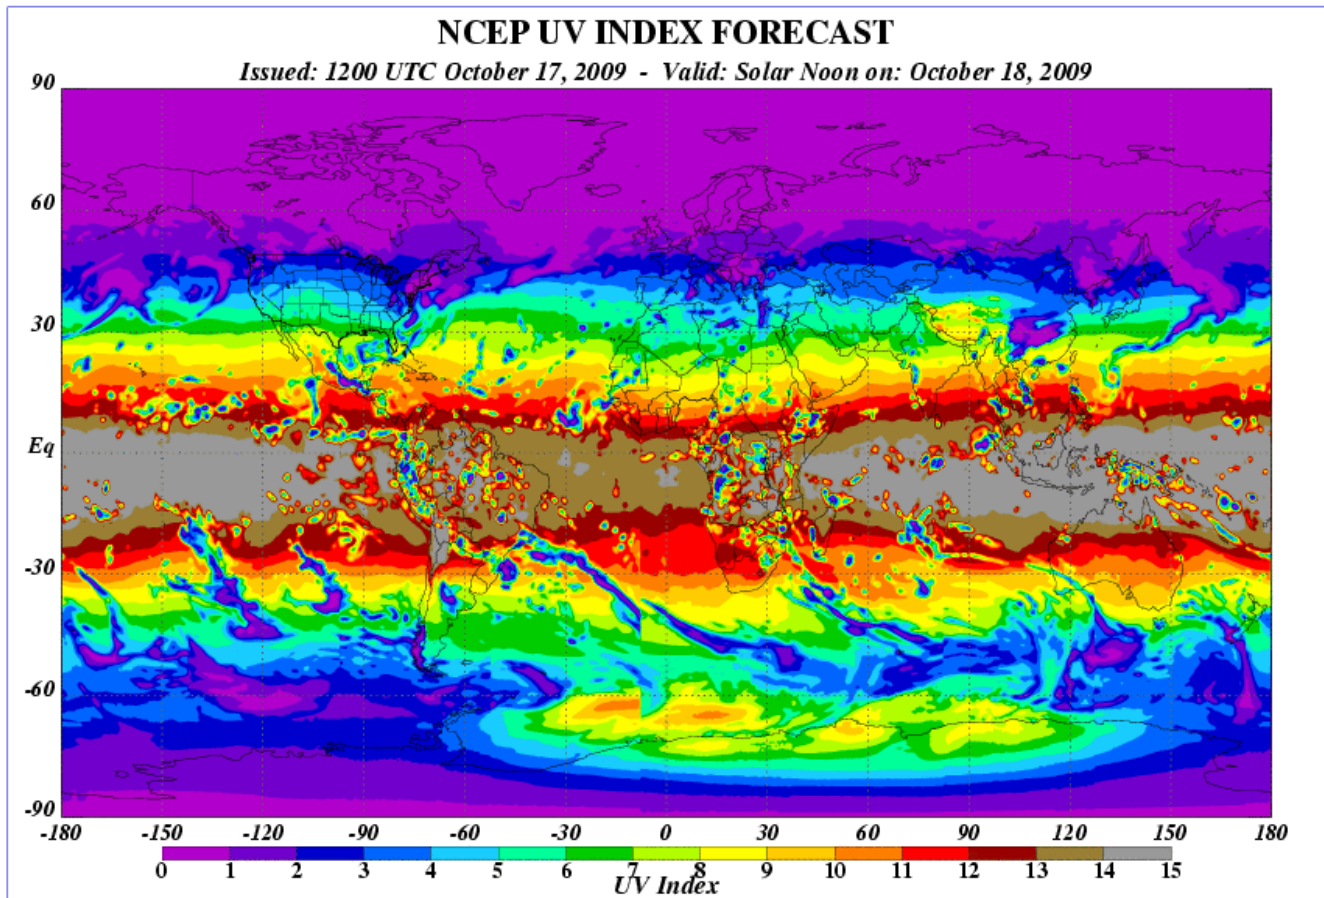 NCEP UV INDEX FORECAST
Issued: 1200 UTC October 17, 2009 - Valid: Solar Noon on: October 18, 2009
90
60
30
Eq
-30
-60
-90
-180 -150 -120 -90 -60 -30 0 30 60 90 120 150 180
0 1 2 3 4 5 6 7 8 9 10 11 12 13 14 15
UV Index